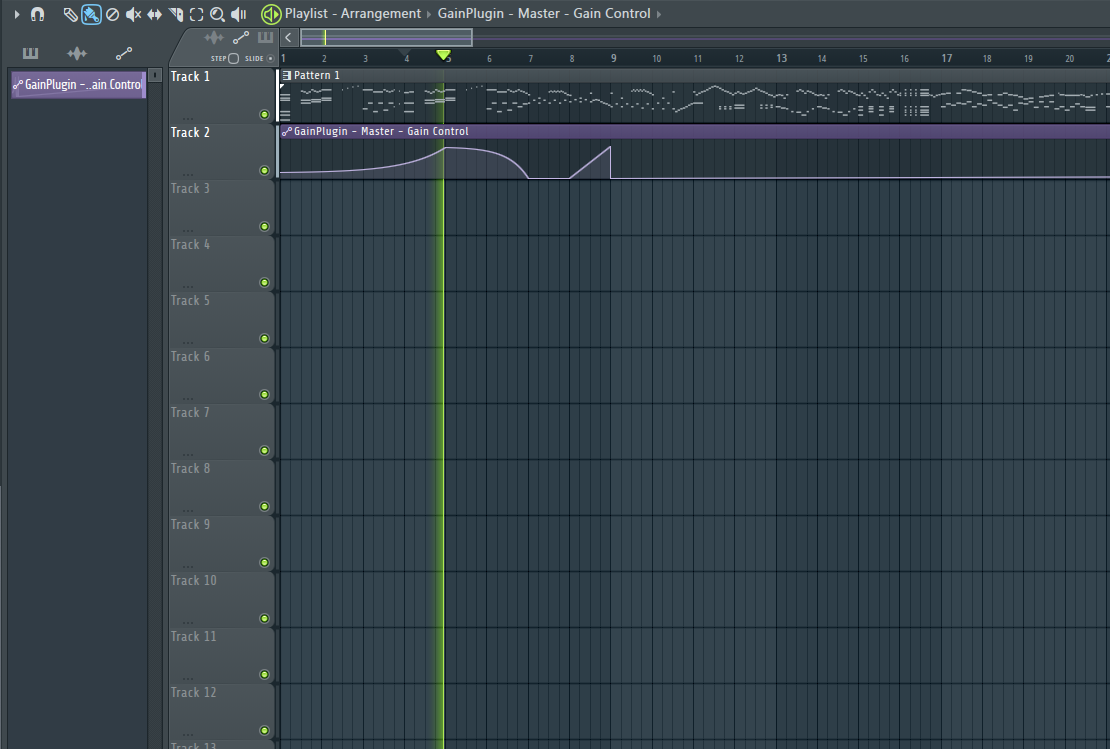 Playlist - Arrangement › GainPlugin - Master - Gain Control ›
STEP SLIDE
1 2 3 4 5 6 7 8 9 10 11 12 13 14 15 16 17 18 19 20 2
GainPlugin -..ain Control
Track 1
Pattern 1
Track 2
GainPlugin - Master - Gain Control
Track 3
Track 4
Track 5
Track 6
Track 7
Track 8
Track 9
Track 10
Track 11
Track 12
Track 13